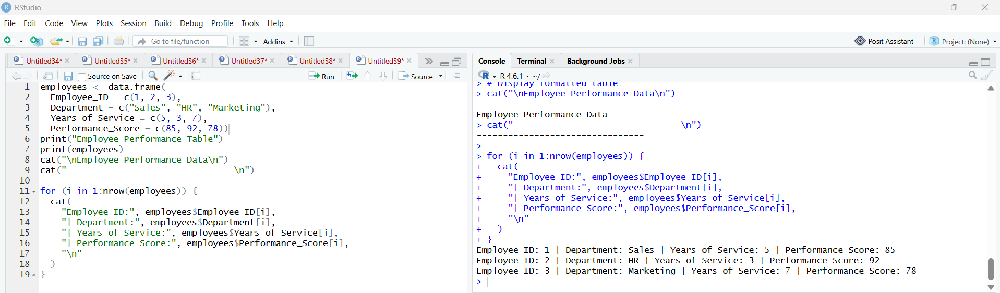 RStudio
File Edit Code View Plots Session Build Debug Profile Tools Help
Go to file/function Addins Posit Assistant Project: (None)
Untitled34* Untitled35* Untitled36* Untitled37* Untitled38* Untitled39*
Source on Save Run Source
1 employees <- data.frame(
2   Employee_ID = c(1, 2, 3),
3   Department = c("Sales", "HR", "Marketing"),
4   Years_of_Service = c(5, 3, 7),
5   Performance_Score = c(85, 92, 78))
6 print("Employee Performance Table")
7 print(employees)
8 cat("\nEmployee Performance Data\n")
9 cat("--------------------------------\n")
10
11 for (i in 1:nrow(employees)) {
12   cat(
13     "Employee ID:", employees$Employee_ID[i],
14     "| Department:", employees$Department[i],
15     "| Years of Service:", employees$Years_of_Service[i],
16     "| Performance Score:", employees$Performance_Score[i],
17     "\n"
18   )
19 }
Console Terminal Background Jobs
R 4.6.1 · ~/
> # Display formatted table
> cat("\nEmployee Performance Data\n")

Employee Performance Data
> cat("--------------------------------\n")
--------------------------------
>
> for (i in 1:nrow(employees)) {
+   cat(
+     "Employee ID:", employees$Employee_ID[i],
+     "| Department:", employees$Department[i],
+     "| Years of Service:", employees$Years_of_Service[i],
+     "| Performance Score:", employees$Performance_Score[i],
+     "\n"
+   )
+ }
Employee ID: 1 | Department: Sales | Years of Service: 5 | Performance Score: 85
Employee ID: 2 | Department: HR | Years of Service: 3 | Performance Score: 92
Employee ID: 3 | Department: Marketing | Years of Service: 7 | Performance Score: 78
>